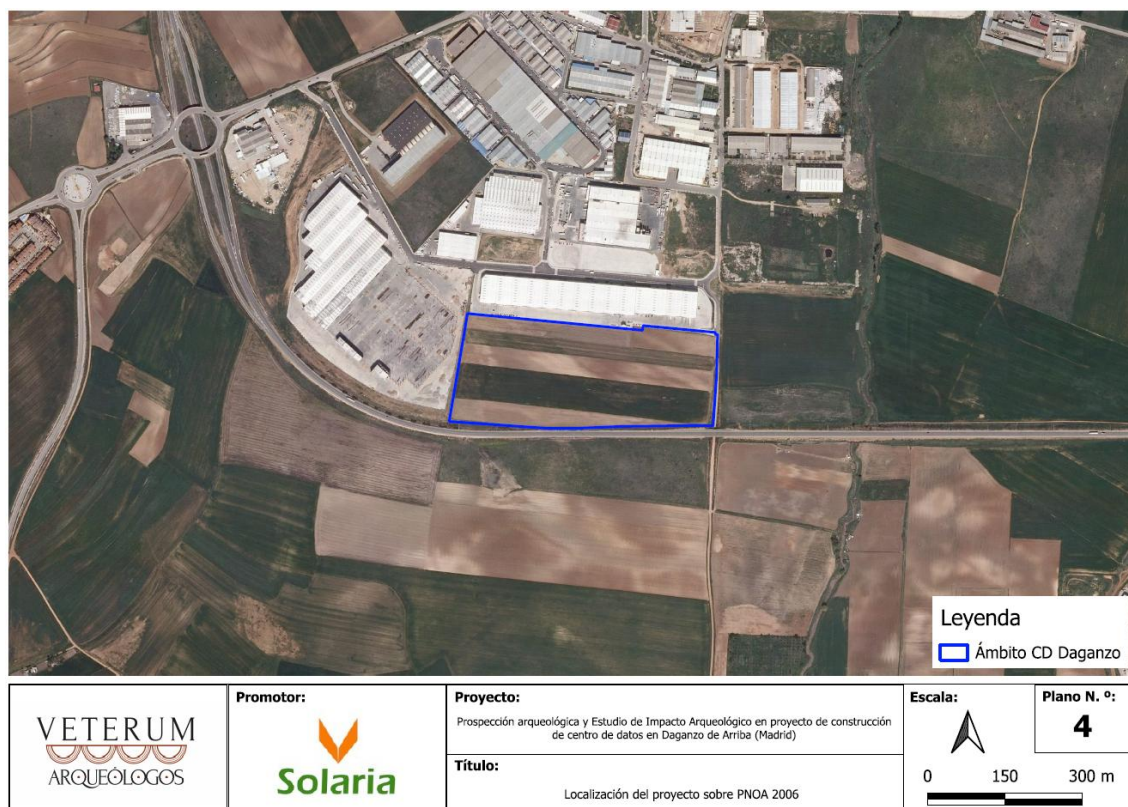 Leyenda
Ámbito CD Daganzo
VETERUM
ARQUEÓLOGOS
Promotor:
Solaria
Proyecto:
Prospección arqueológica y Estudio de Impacto Arqueológico en proyecto de construcción
de centro de datos en Daganzo de Arriba (Madrid)
Título:
Localización del proyecto sobre PNOA 2006
Escala:
0 150 300 m
Plano N. º:
4